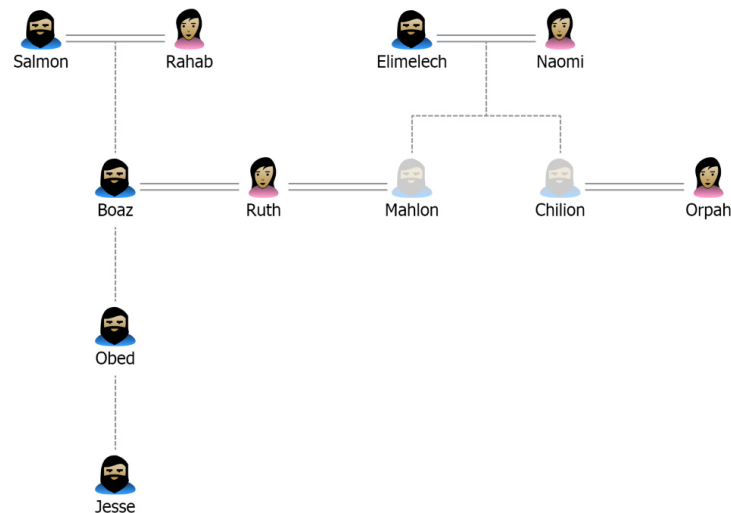 Salmon Rahab Elimelech Naomi
Boaz Ruth Mahlon Chilion Orpah
Obed
Jesse